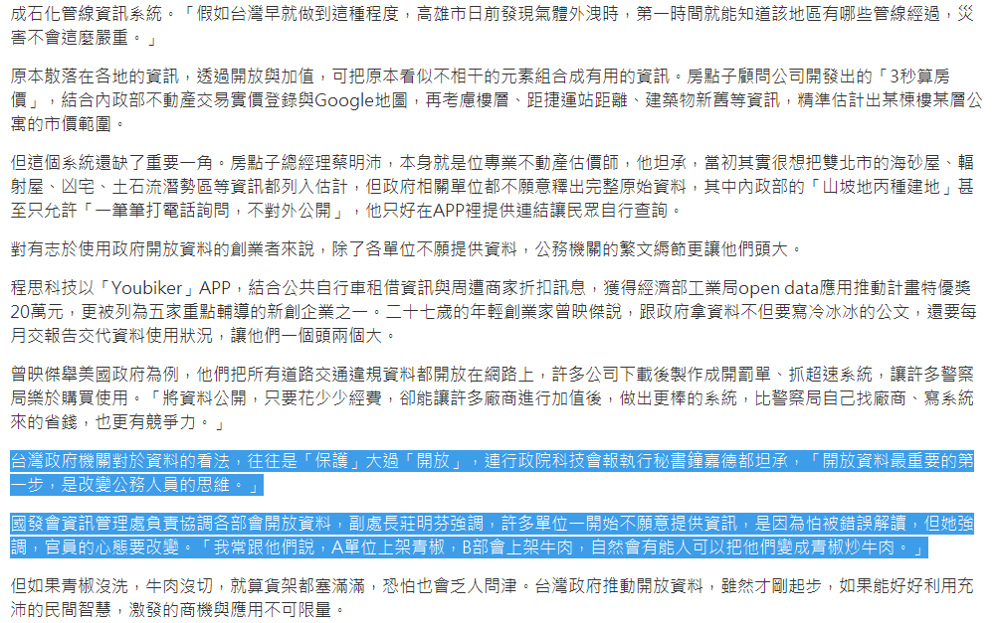 成石化管線資訊系統。「假如台灣早就做到這種程度，高雄市日前發現氣體外洩時，第一時間就能知道該地區有哪些管線經過，災
害不會這麼嚴重。」
原本散落在各地的資訊，透過開放與加值，可把原本看似不相干的元素組合成有用的資訊。房點子顧問公司開發出的「3秒算房
價」，結合內政部不動產交易實價登錄與Google地圖，再考慮樓層、距捷運站距離、建築物新舊等資訊，精準估計出某棟樓某層公
寓的市價範圍。
但這個系統還缺了重要一角。房點子總經理蔡明沛，本身就是位專業不動產估價師，他坦承，當初其實很想把雙北市的海砂屋、輻
射屋、凶宅、土石流潛勢區等資訊都列入估計，但政府相關單位都不願意釋出完整原始資料，其中內政部的「山坡地丙種建地」甚
至只允許「一筆筆打電話詢問，不對外公開」，他只好在APP裡提供連結讓民眾自行查詢。
對有志於使用政府開放資料的創業者來說，除了各單位不願提供資料，公務機關的繁文縟節更讓他們頭大。
程思科技以「Youbiker」APP，結合公共自行車租借資訊與周遭商家折扣訊息，獲得經濟部工業局open data應用推動計畫特優獎
20萬元，更被列為五家重點輔導的新創企業之一。二十七歲的年輕創業家曾映傑說，跟政府拿資料不但要寫冷冰冰的公文，還要每
月交報告交代資料使用狀況，讓他們一個頭兩個大。
曾映傑舉美國政府為例，他們把所有道路交通違規資料都開放在網路上，許多公司下載後製作成開罰單、抓超速系統，讓許多警察
局樂於購買使用。「將資料公開，只要花少少經費，卻能讓許多廠商進行加值後，做出更棒的系統，比警察局自己找廠商、寫系統
來的省錢，也更有競爭力。」
台灣政府機關對於資料的看法，往往是「保護」大過「開放」，連行政院科技會報執行秘書鐘嘉德都坦承，「開放資料最重要的第
一步，是改變公務人員的思維。」
國發會資訊管理處負責協調各部會開放資料，副處長莊明芬強調，許多單位一開始不願意提供資訊，是因為怕被錯誤解讀，但她強
調，官員的心態要改變。「我常跟他們說，A單位上架青椒，B部會上架牛肉，自然會有能人可以把他們變成青椒炒牛肉。」
但如果青椒沒洗，牛肉沒切，就算貨架都塞滿滿，恐怕也會乏人問津。台灣政府推動開放資料，雖然才剛起步，如果能好好利用充
沛的民間智慧，激發的商機與應用不可限量。